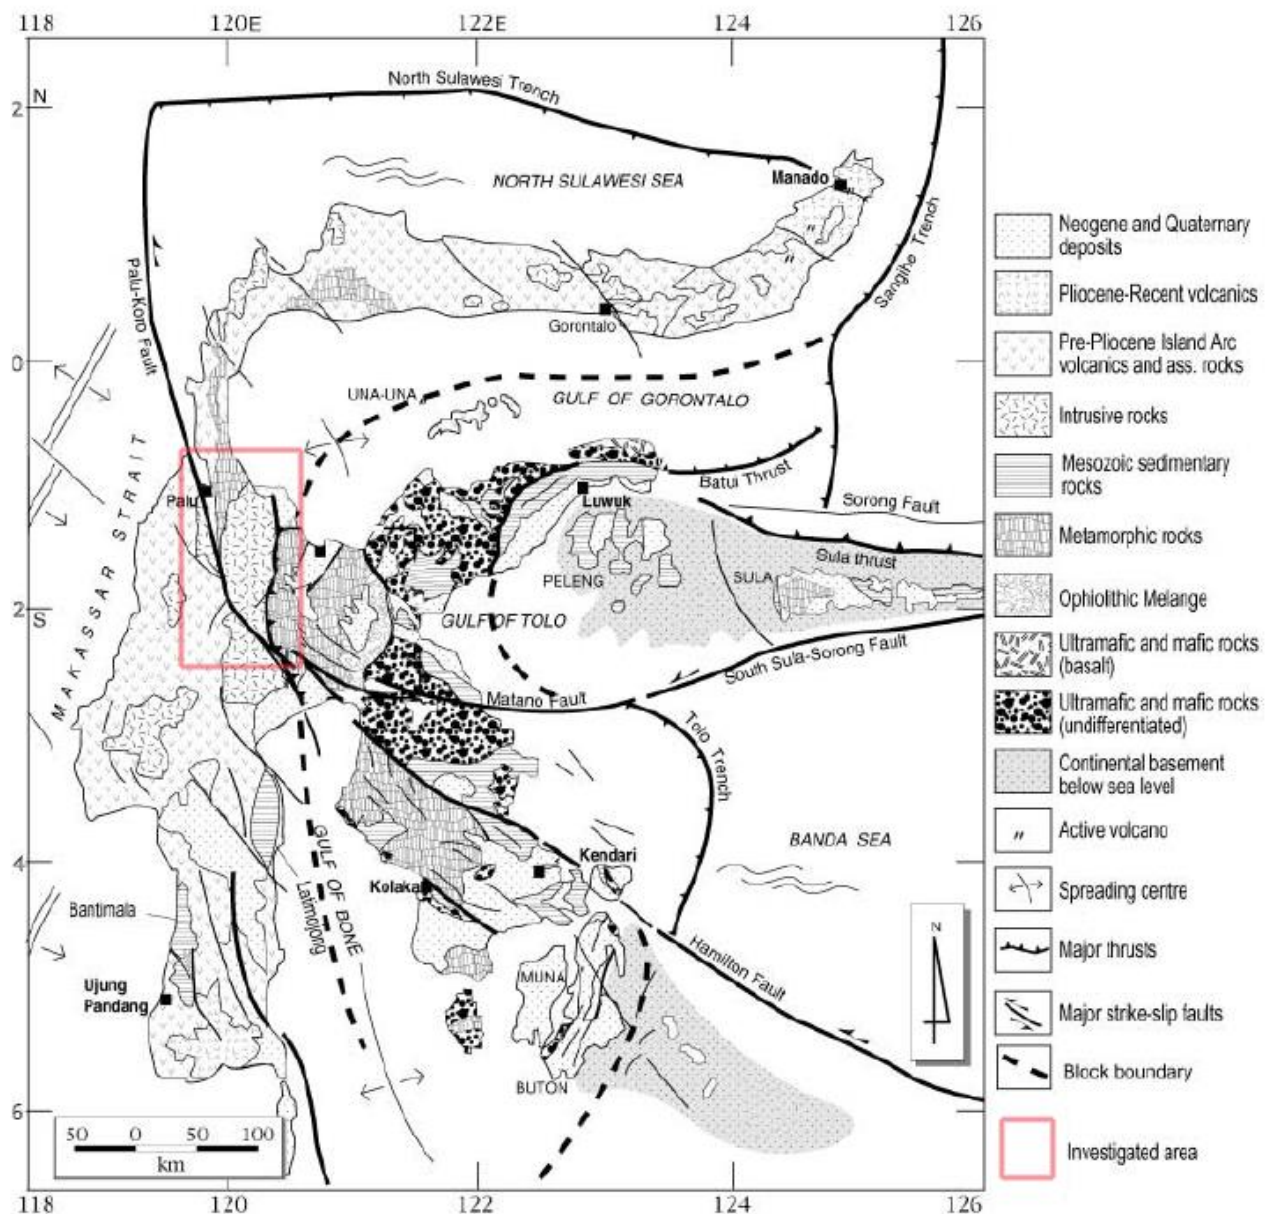 118 120E 122E 124 126
2 N
0
2 S
4
6
North Sulawesi Trench
NORTH SULAWESI SEA
Manado
Sangihe Trench
Palu-Koro Fault
Gorontalo
UNA-UNA
GULF OF GORONTALO
MAKASSAR STRAIT
Palu
Batui Thrust
Luwuk
Sorong Fault
Sula thrust
PELENG
SULA
GULF OF TOLO
South Sula-Sorong Fault
Matano Fault
Tolo Trench
BANDA SEA
Kendari
Kolaka
GULF OF BONE
Latimojong
Bantimala
Ujung
Pandang
MUNA
Hamilton Fault
BUTON
N
50 0 50 100
km
118 120 122 124 126
Neogene and Quaternary
deposits
Pliocene-Recent volcanics
Pre-Pliocene Island Arc
volcanics and ass. rocks
Intrusive rocks
Mesozoic sedimentary
rocks
Metamorphic rocks
Ophiolithic Melange
Ultramafic and mafic rocks
(basalt)
Ultramafic and mafic rocks
(undifferentiated)
Continental basement
below sea level
Active volcano
Spreading centre
Major thrusts
Major strike-slip faults
Block boundary
Investigated area